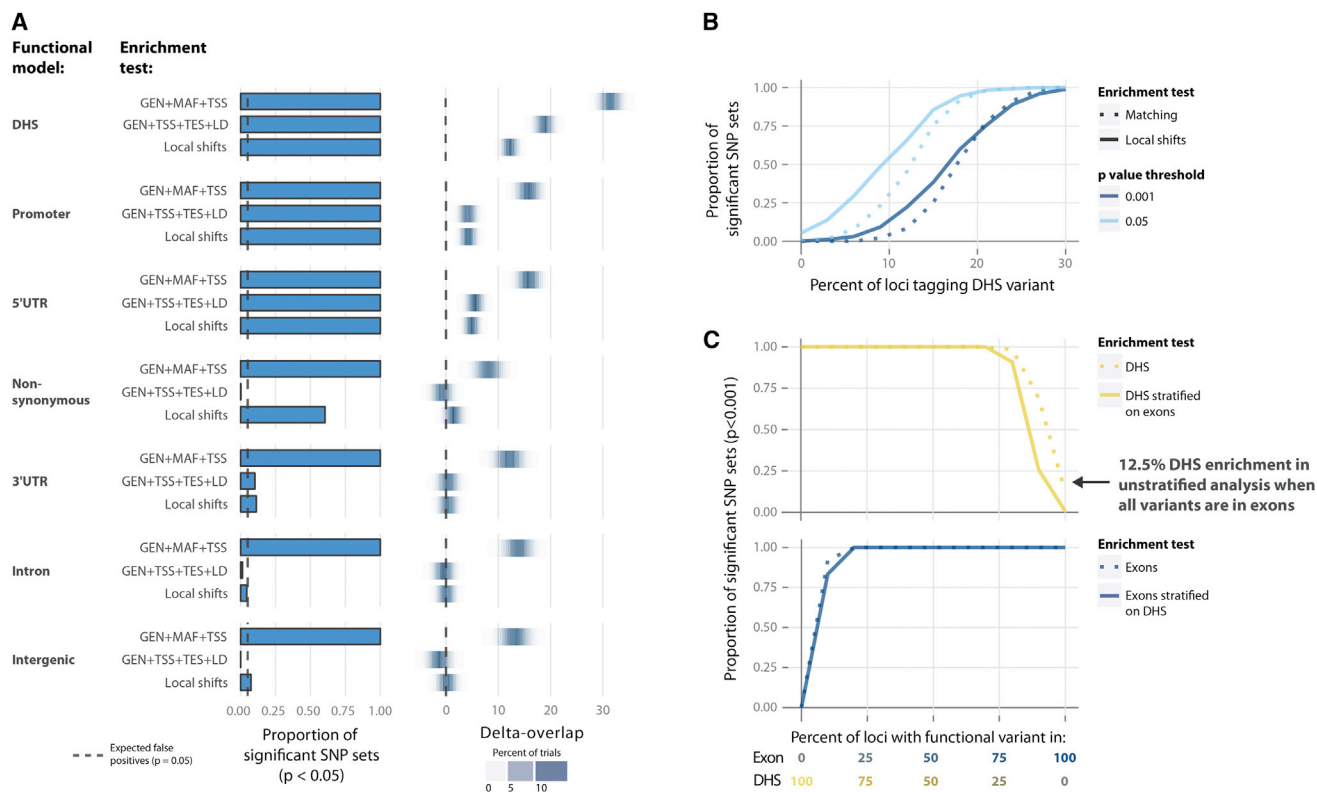 A
Functional
model:
Enrichment
test:
DHS
GEN+MAF+TSS
GEN+TSS+TES+LD
Local shifts
Promoter
GEN+MAF+TSS
GEN+TSS+TES+LD
Local shifts
5'UTR
GEN+MAF+TSS
GEN+TSS+TES+LD
Local shifts
Non-
synonymous
GEN+MAF+TSS
GEN+TSS+TES+LD
Local shifts
3'UTR
GEN+MAF+TSS
GEN+TSS+TES+LD
Local shifts
Intron
GEN+MAF+TSS
GEN+TSS+TES+LD
Local shifts
Intergenic
GEN+MAF+TSS
GEN+TSS+TES+LD
Local shifts
0.00 0.25 0.50 0.75 1.00
Proportion of
significant SNP sets
(p < 0.05)
Expected false
positives (p = 0.05)
0 10 20 30
Delta-overlap
Percent of trials
0 5 10
B
Proportion of
significant SNP sets
1.00
0.75
0.50
0.25
0.00
0 10 20 30
Percent of loci tagging DHS variant
Enrichment test
Matching
Local shifts
p value threshold
0.001
0.05
C
Proportion of significant SNP sets (p<0.001)
1.00
0.75
0.50
0.25
0.00
Enrichment test
DHS
DHS stratified
on exons
12.5% DHS enrichment in
unstratified analysis when
all variants are in exons
1.00
0.75
0.50
0.25
0.00
Enrichment test
Exons
Exons stratified
on DHS
Percent of loci with functional variant in:
Exon 0 25 50 75 100
DHS 100 75 50 25 0